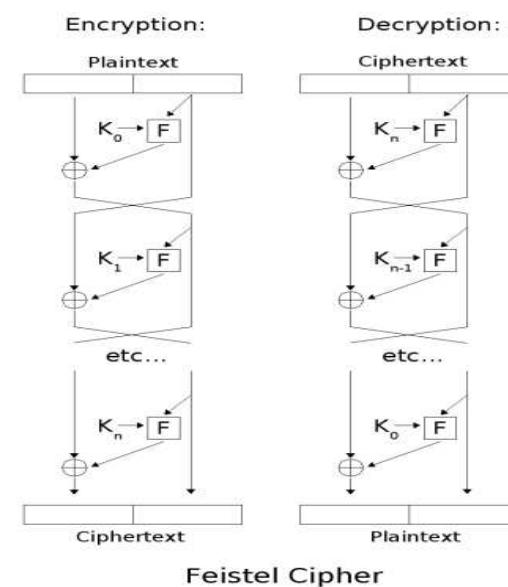 Encryption: Decryption:
Plaintext Ciphertext
K0 F Kn F
K1 F Kn-1 F
etc... etc...
Kn F K0 F
Ciphertext Plaintext
Feistel Cipher